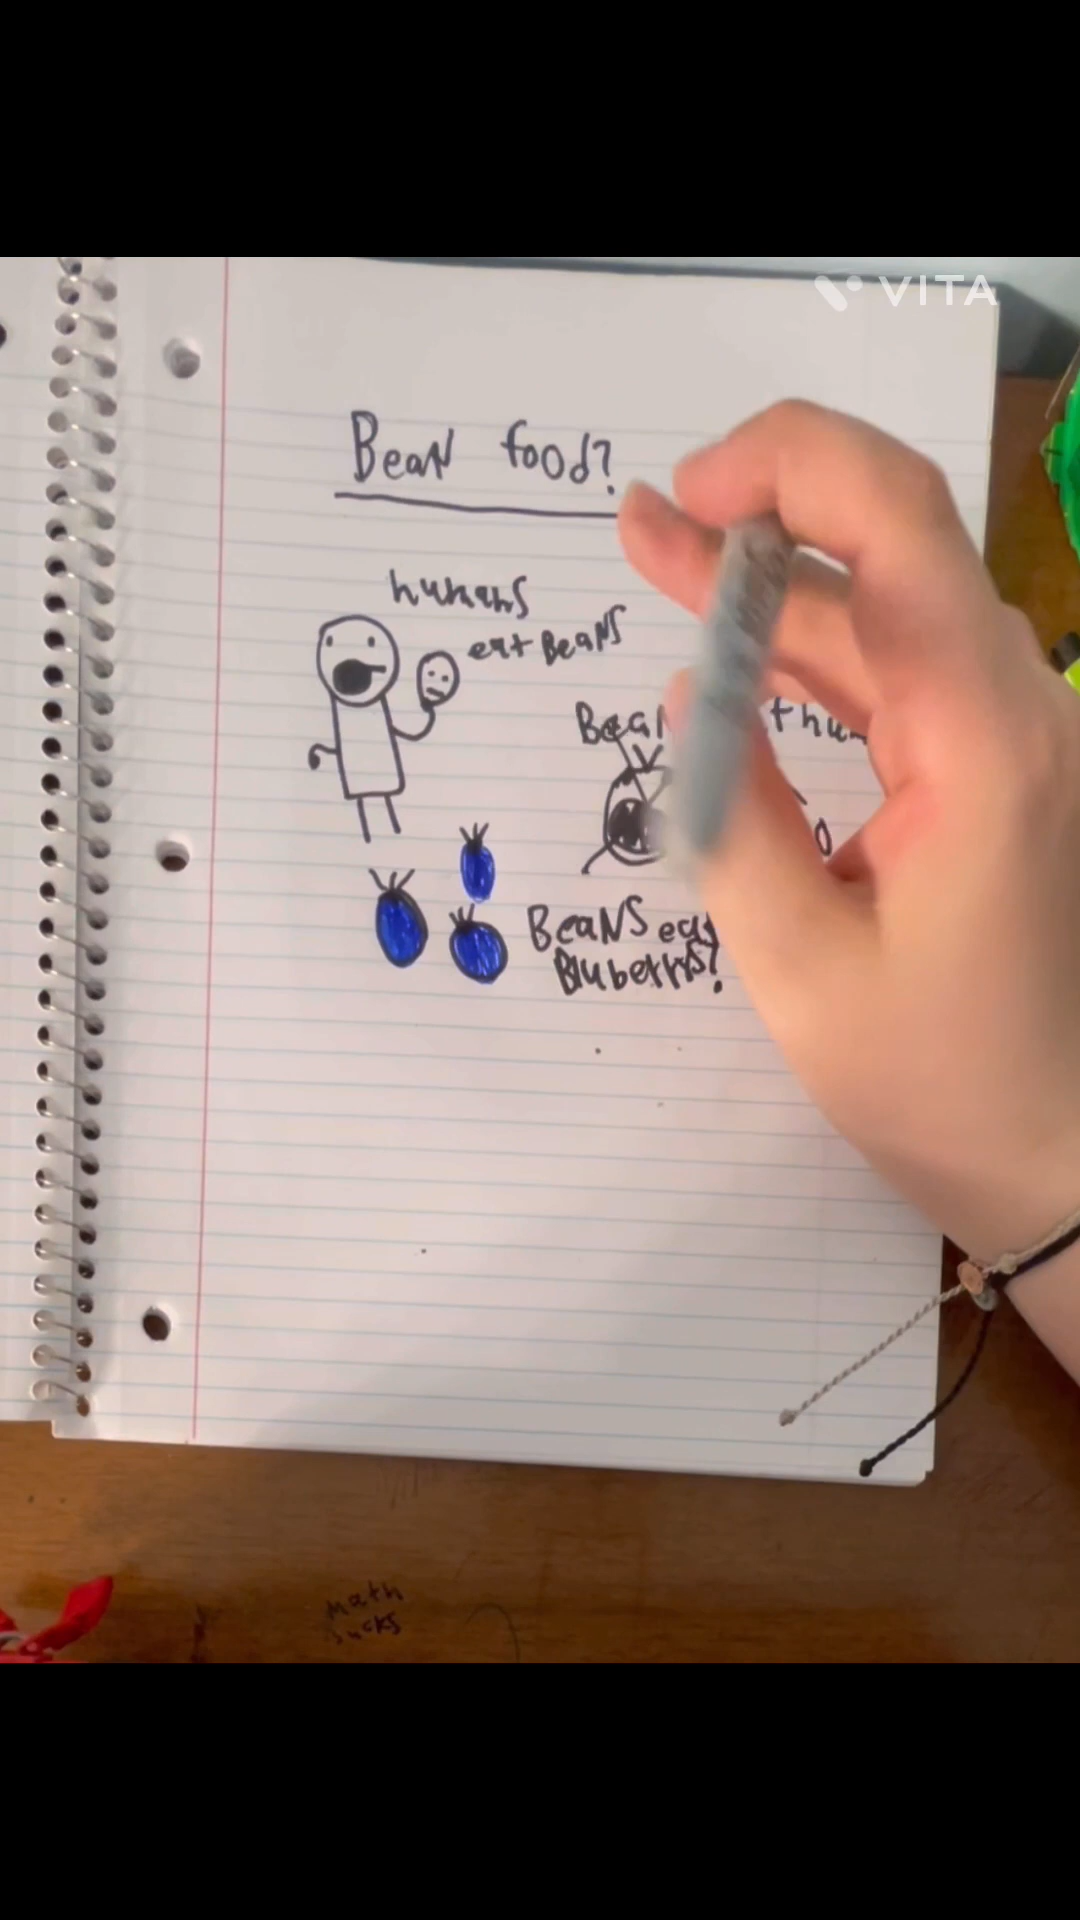 VITA
Bean food?
humans
eat Beans
Beans eat
Bluberrys?
math
sucks